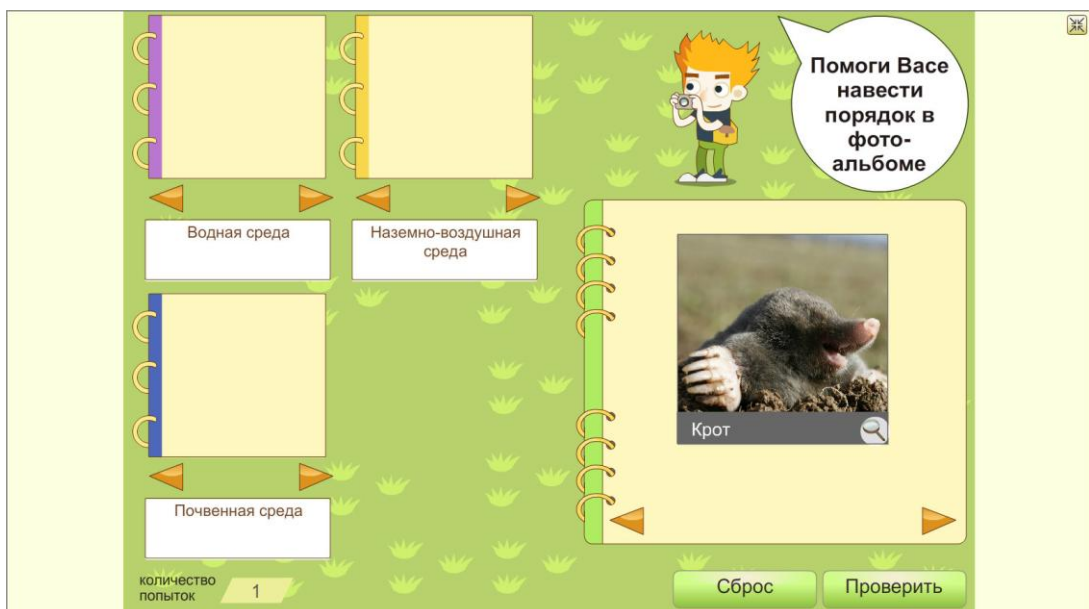 Помоги Васе
навести
порядок в
фото-
альбоме
Водная среда
Наземно-воздушная
среда
Крот
Почвенная среда
количество
попыток
1
Сброс
Проверить